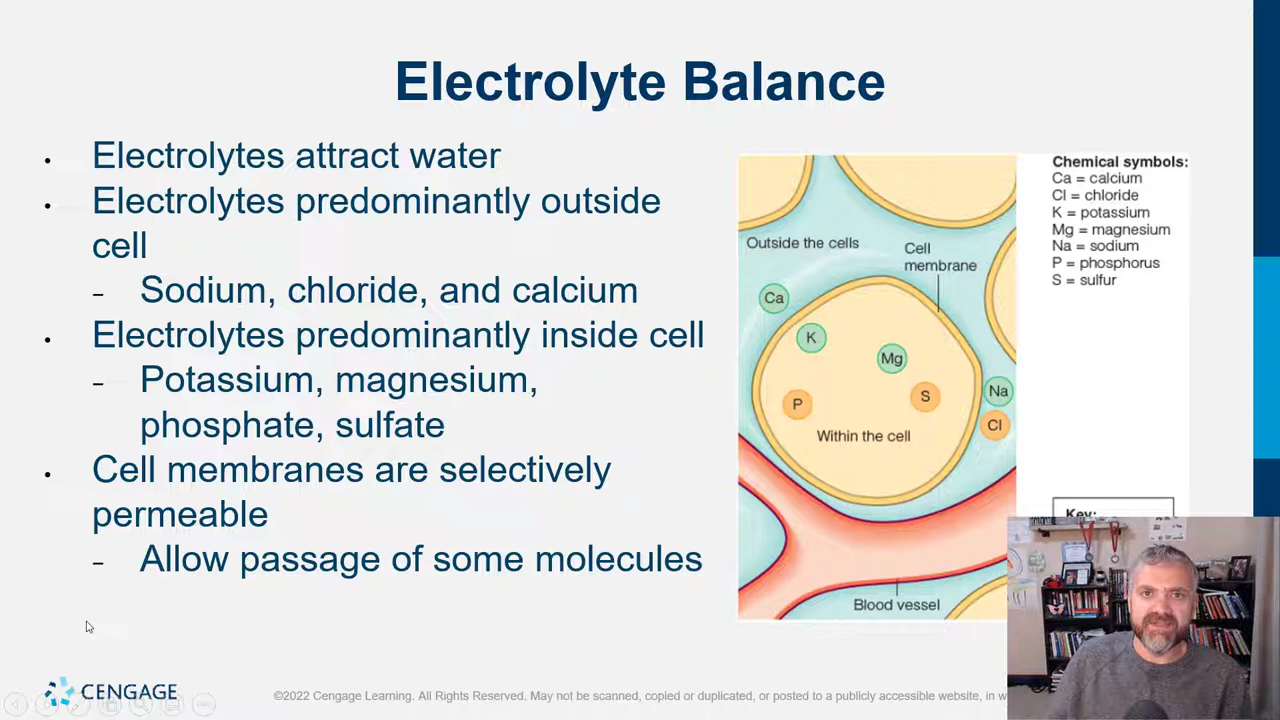 Electrolyte Balance
• Electrolytes attract water
• Electrolytes predominantly outside
cell
– Sodium, chloride, and calcium
• Electrolytes predominantly inside cell
– Potassium, magnesium,
phosphate, sulfate
• Cell membranes are selectively
permeable
– Allow passage of some molecules
Outside the cells
Cell
membrane
Ca
K
Mg
Na
P
S
Cl
Within the cell
Blood vessel
Chemical symbols:
Ca = calcium
Cl = chloride
K = potassium
Mg = magnesium
Na = sodium
P = phosphorus
S = sulfur
Key:
CENGAGE
©2022 Cengage Learning. All Rights Reserved. May not be scanned, copied or duplicated, or posted to a publicly accessible website, in w